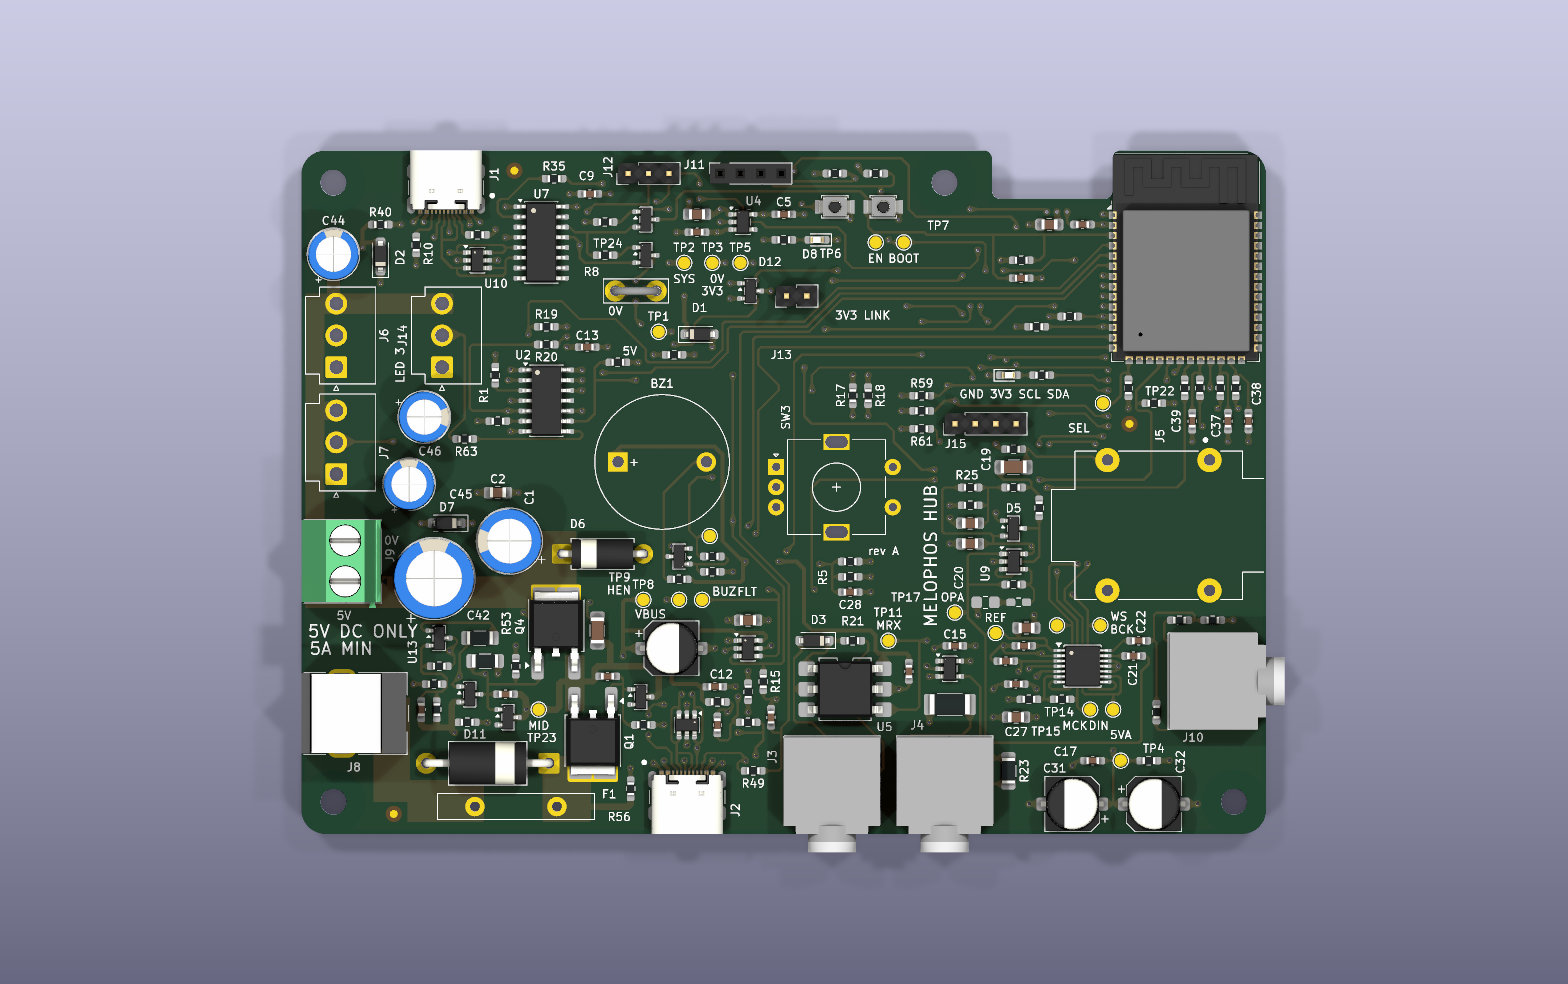 R35
J12
J11
J1
C9
U7
U4
C5
C44
R40
TP7
D2
R10
TP24
TP2
TP3
TP5
D12
D8
TP6
EN BOOT
R8
SYS
0V
3V3
U10
0V
D1
TP1
3V3 LINK
R19
C13
J6
J14
LED 3
U2
R20
5V
J13
R1
BZ1
R17
R18
R59
GND 3V3 SCL SDA
TP22
C38
C39
C37
SW3
SEL
J5
R61
J15
C46
R63
J7
+
C19
R25
C2
C1
C45
D7
D6
D5
MELOPHOS HUB
0V
J9
rev A
TP9
HEN
TP8
R5
U9
C20
BUZ
FLT
C28
TP17
OPA
5V
VBUS
TP11
MRX
REF
WS
BCK
C22
5V DC ONLY
5A MIN
C42
R53
Q4
D3
R21
C15
U13
C21
C12
R15
MID
TP23
TP14
MCK
DIN
5VA
J10
D11
Q1
U5
J4
C27
TP15
J3
J8
C17
TP4
C32
R49
C31
R23
F1
R56
J2